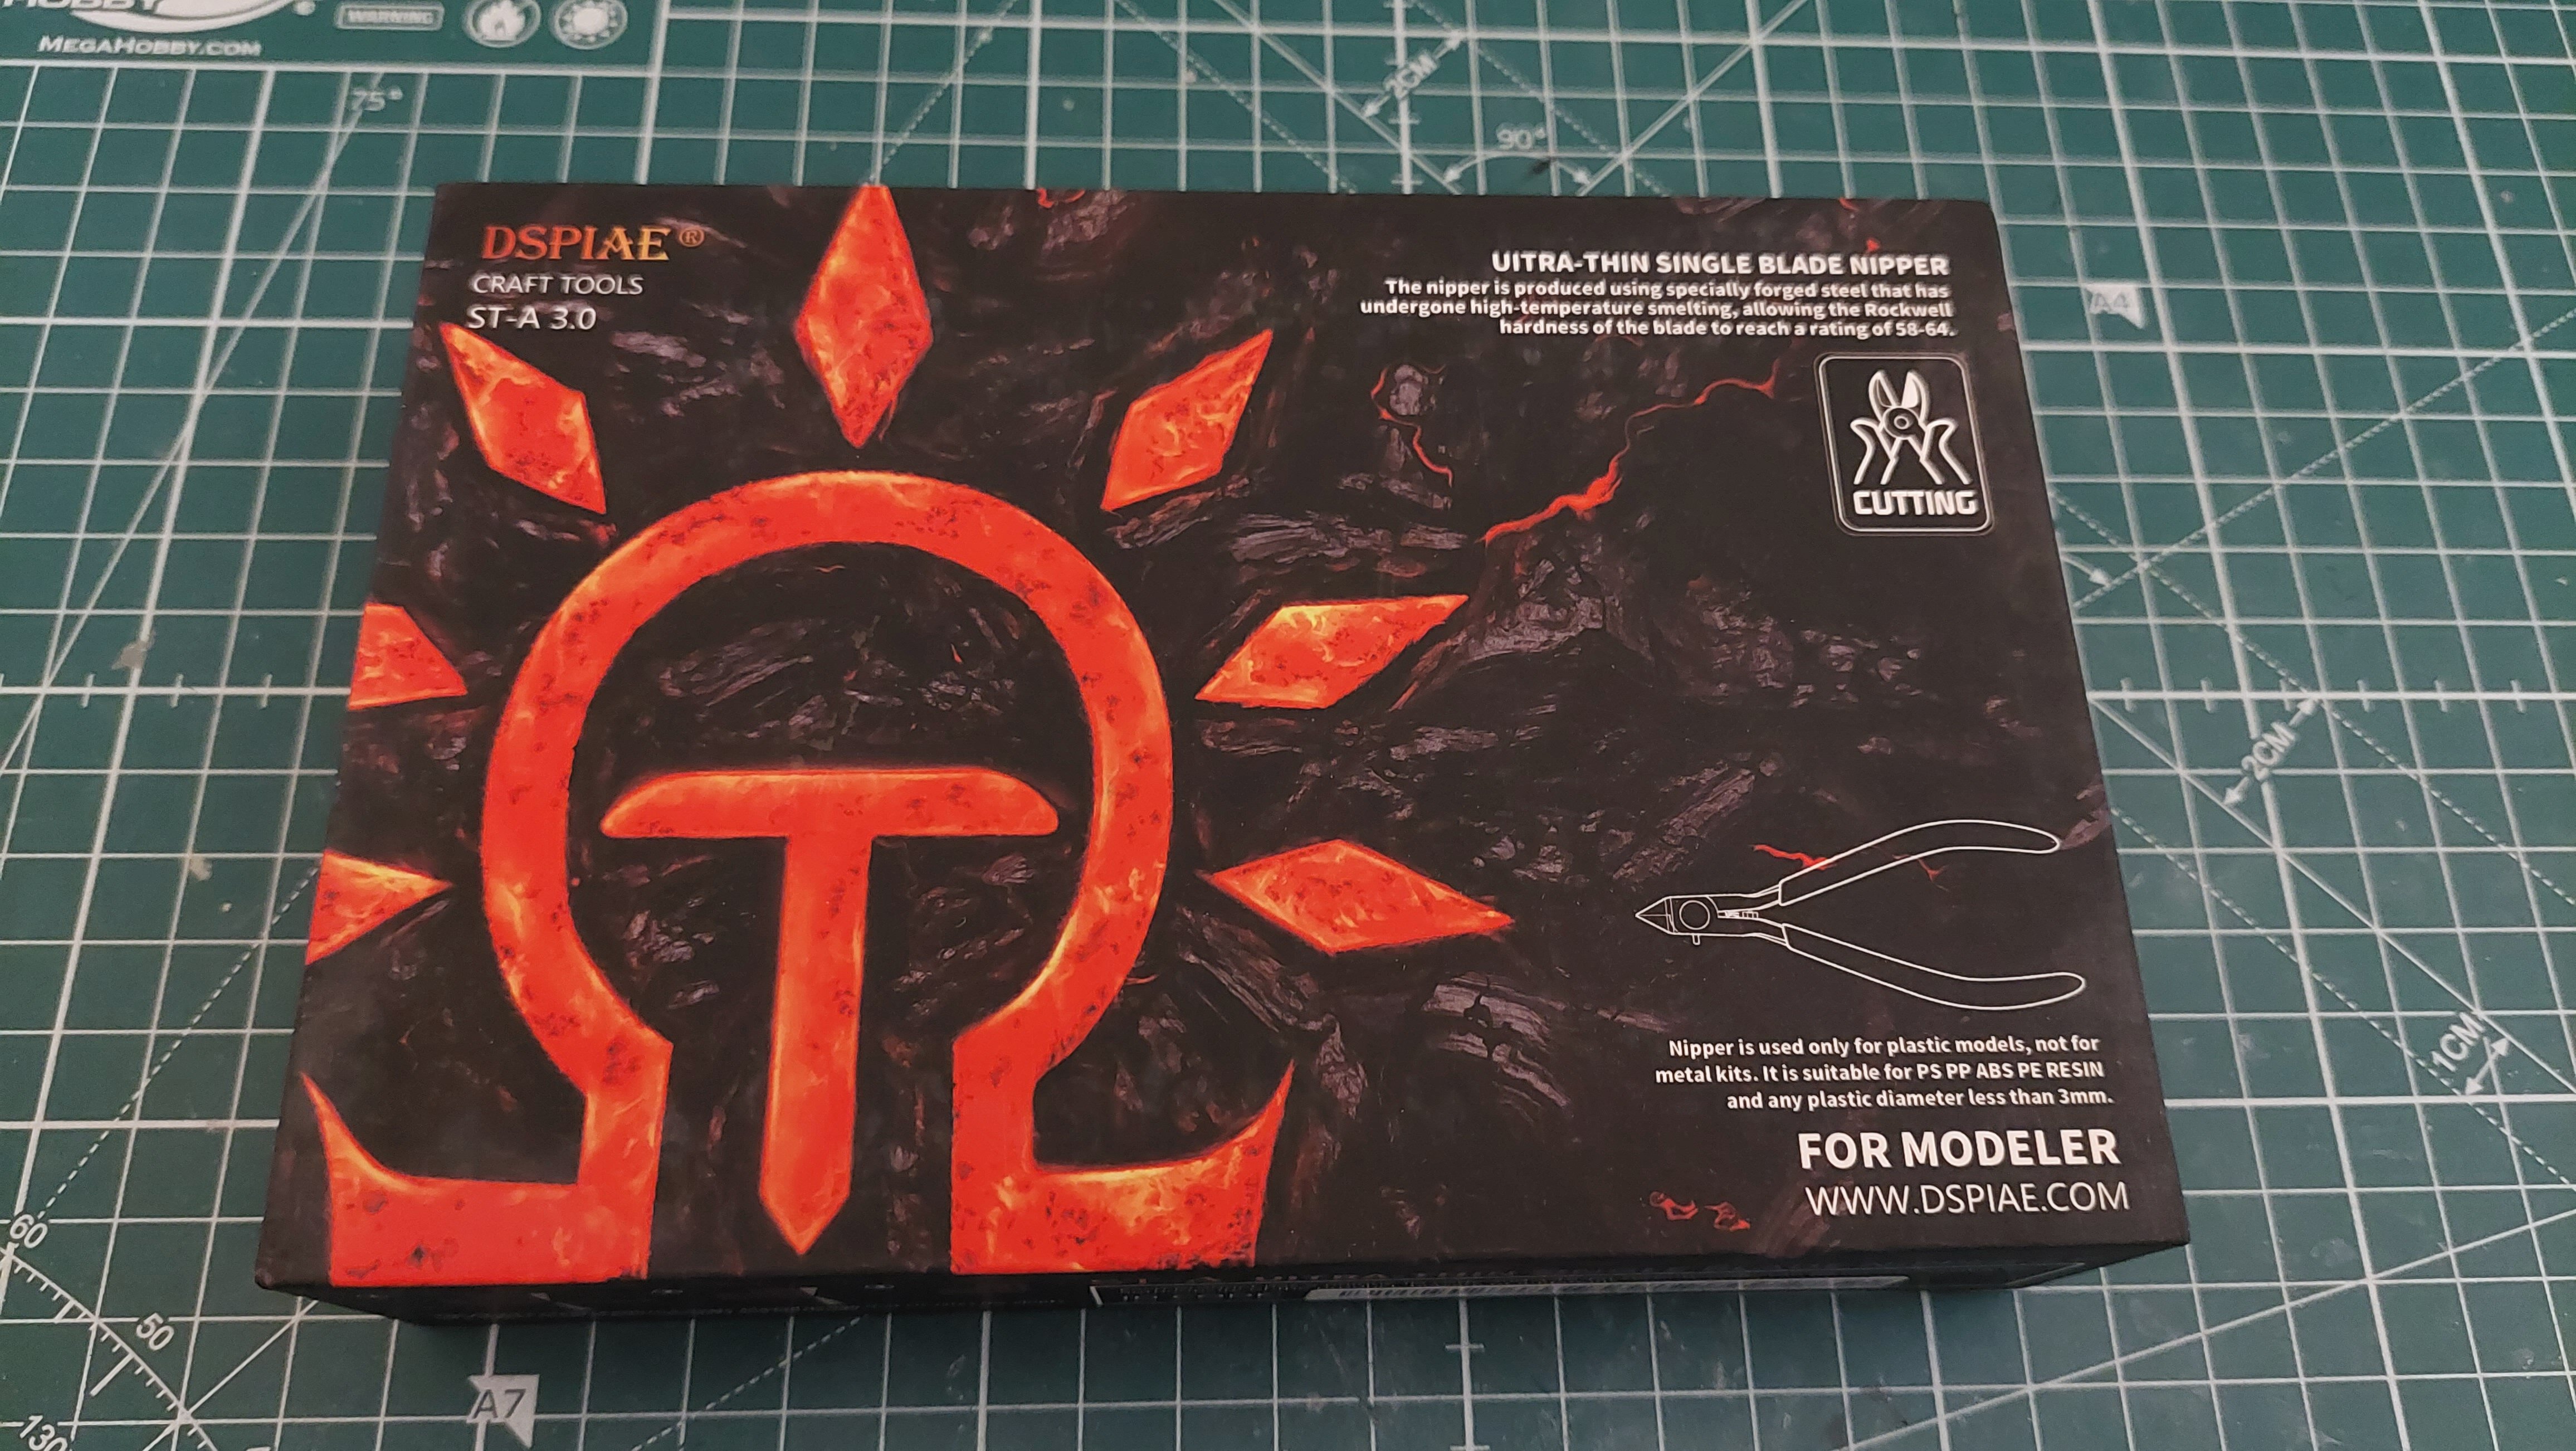 MEGAHOBBY.COM
WARNING
75°
2CM
90°
DSPIAE®
CRAFT TOOLS
ST-A 3.0
UITRA-THIN SINGLE BLADE NIPPER
The nipper is produced using specially forged steel that has
undergone high-temperature smelting, allowing the Rockwell
hardness of the blade to reach a rating of 58-64.
A4
CUTTING
2CM
1CM
Nipper is used only for plastic models, not for
metal kits. It is suitable for PS PP ABS PE RESIN
and any plastic diameter less than 3mm.
FOR MODELER
WWW.DSPIAE.COM
60
50
A7
130